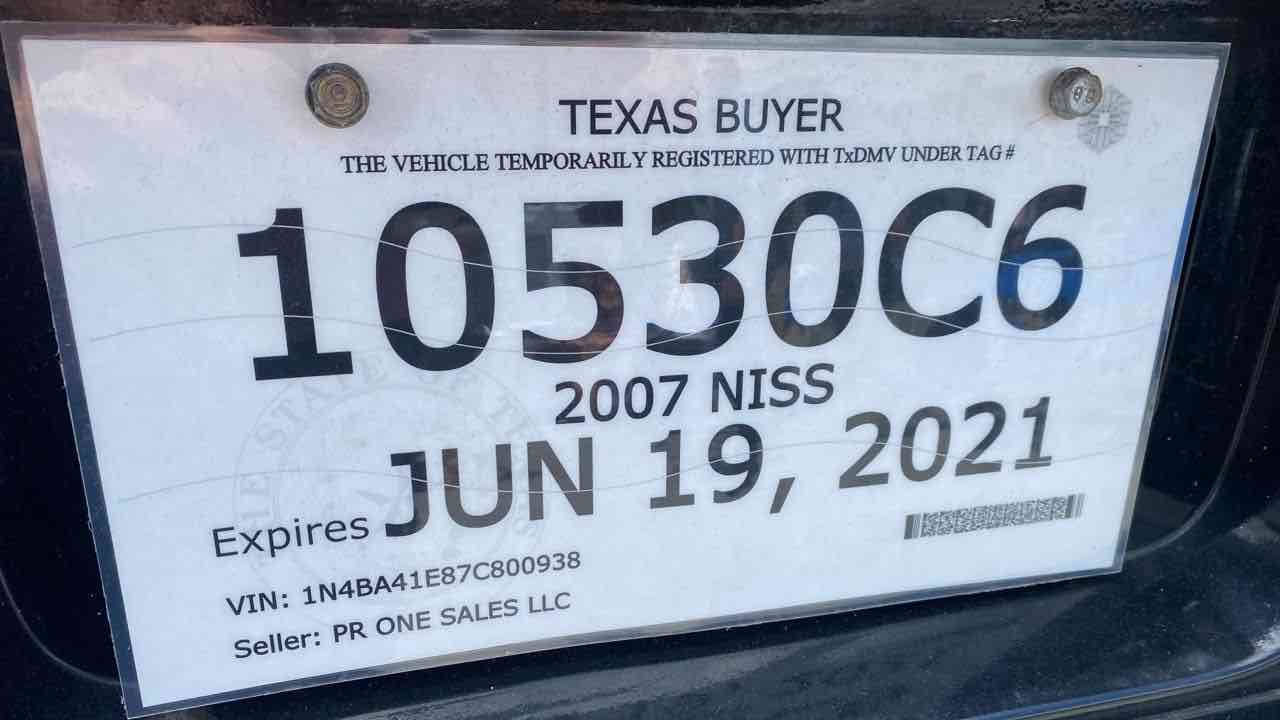 TEXAS BUYER
THE VEHICLE TEMPORARILY REGISTERED WITH TxDMV UNDER TAG #
10530C6
2007 NISS
Expires JUN 19, 2021
VIN: 1N4BA41E87C800938
Seller: PR ONE SALES LLC